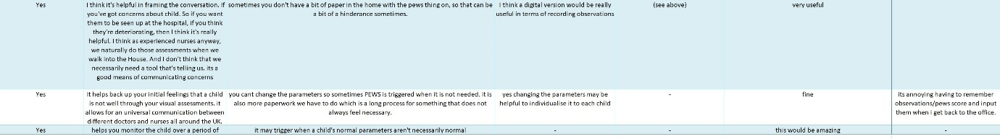 Yes
I think it's helpful in framing the conversation. If
you've got concerns about child. So if you want
them to be seen up at the hospital, if you think
they're deteriorating, then I think it's really
helpful. I think as experienced nurses anyway,
we naturally do those assessments when we
walk into the House. And I don't think that we
necessarily need a tool that's telling us. its a
good means of communicating concerns
sometimes you don't have a bit of paper in the home with the pews thing on, so that can be
a bit of a hinderance sometimes.
I think a digital version would be really
useful in terms of recording observations
(see above)
very useful
Yes
It helps back up your initial feelings that a child
is not well through your visual assessments. it
allows for an universal communication between
different doctors and nurses all around the UK.
you cant change the parameters so sometimes PEWS is triggered when it is not needed. it is
also more paperwork we have to do which is a long process for something that does not
always feel necessary.
yes changing the parameters may be
helpful to individualise it to each child
-
fine
its annoying having to remember
observations/pews score and input
them when i get back to the office.
Yes
helps you monitor the child over a period of
it may trigger when a child's normal parameters aren't necessarily normal
-
-
this would be amazing
-